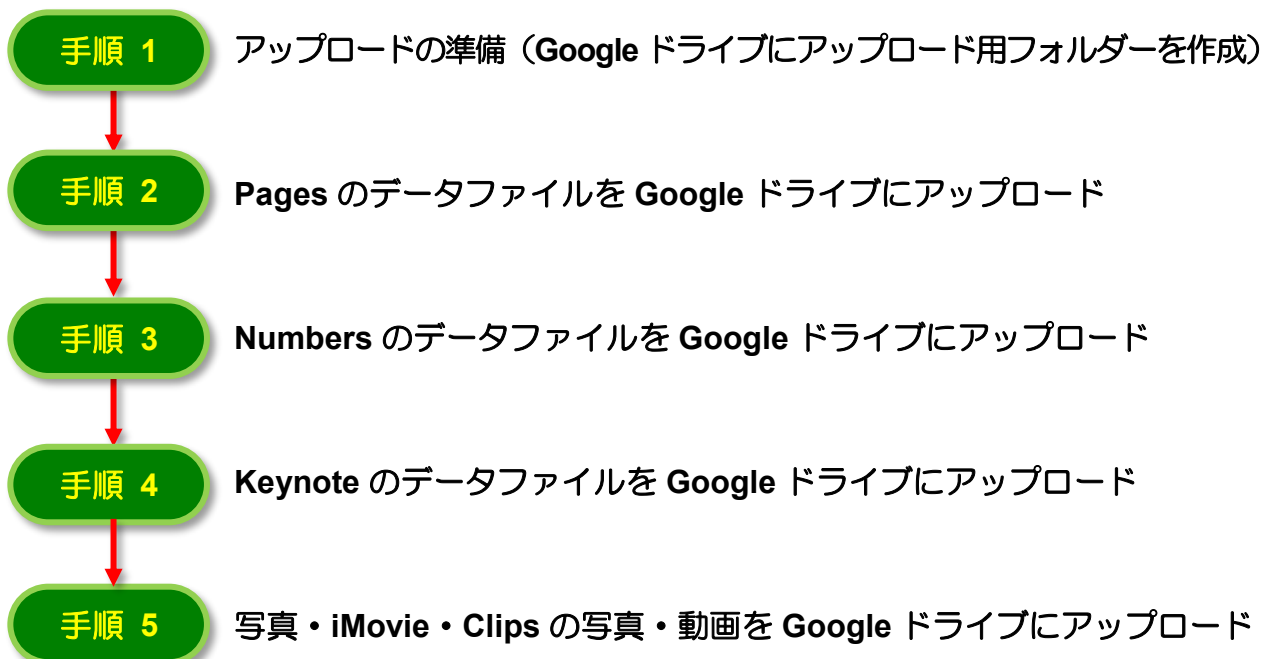 手順 1 アップロードの準備（Google ドライブにアップロード用フォルダーを作成）
手順 2 Pages のデータファイルを Google ドライブにアップロード
手順 3 Numbers のデータファイルを Google ドライブにアップロード
手順 4 Keynote のデータファイルを Google ドライブにアップロード
手順 5 写真・iMovie・Clips の写真・動画を Google ドライブにアップロード